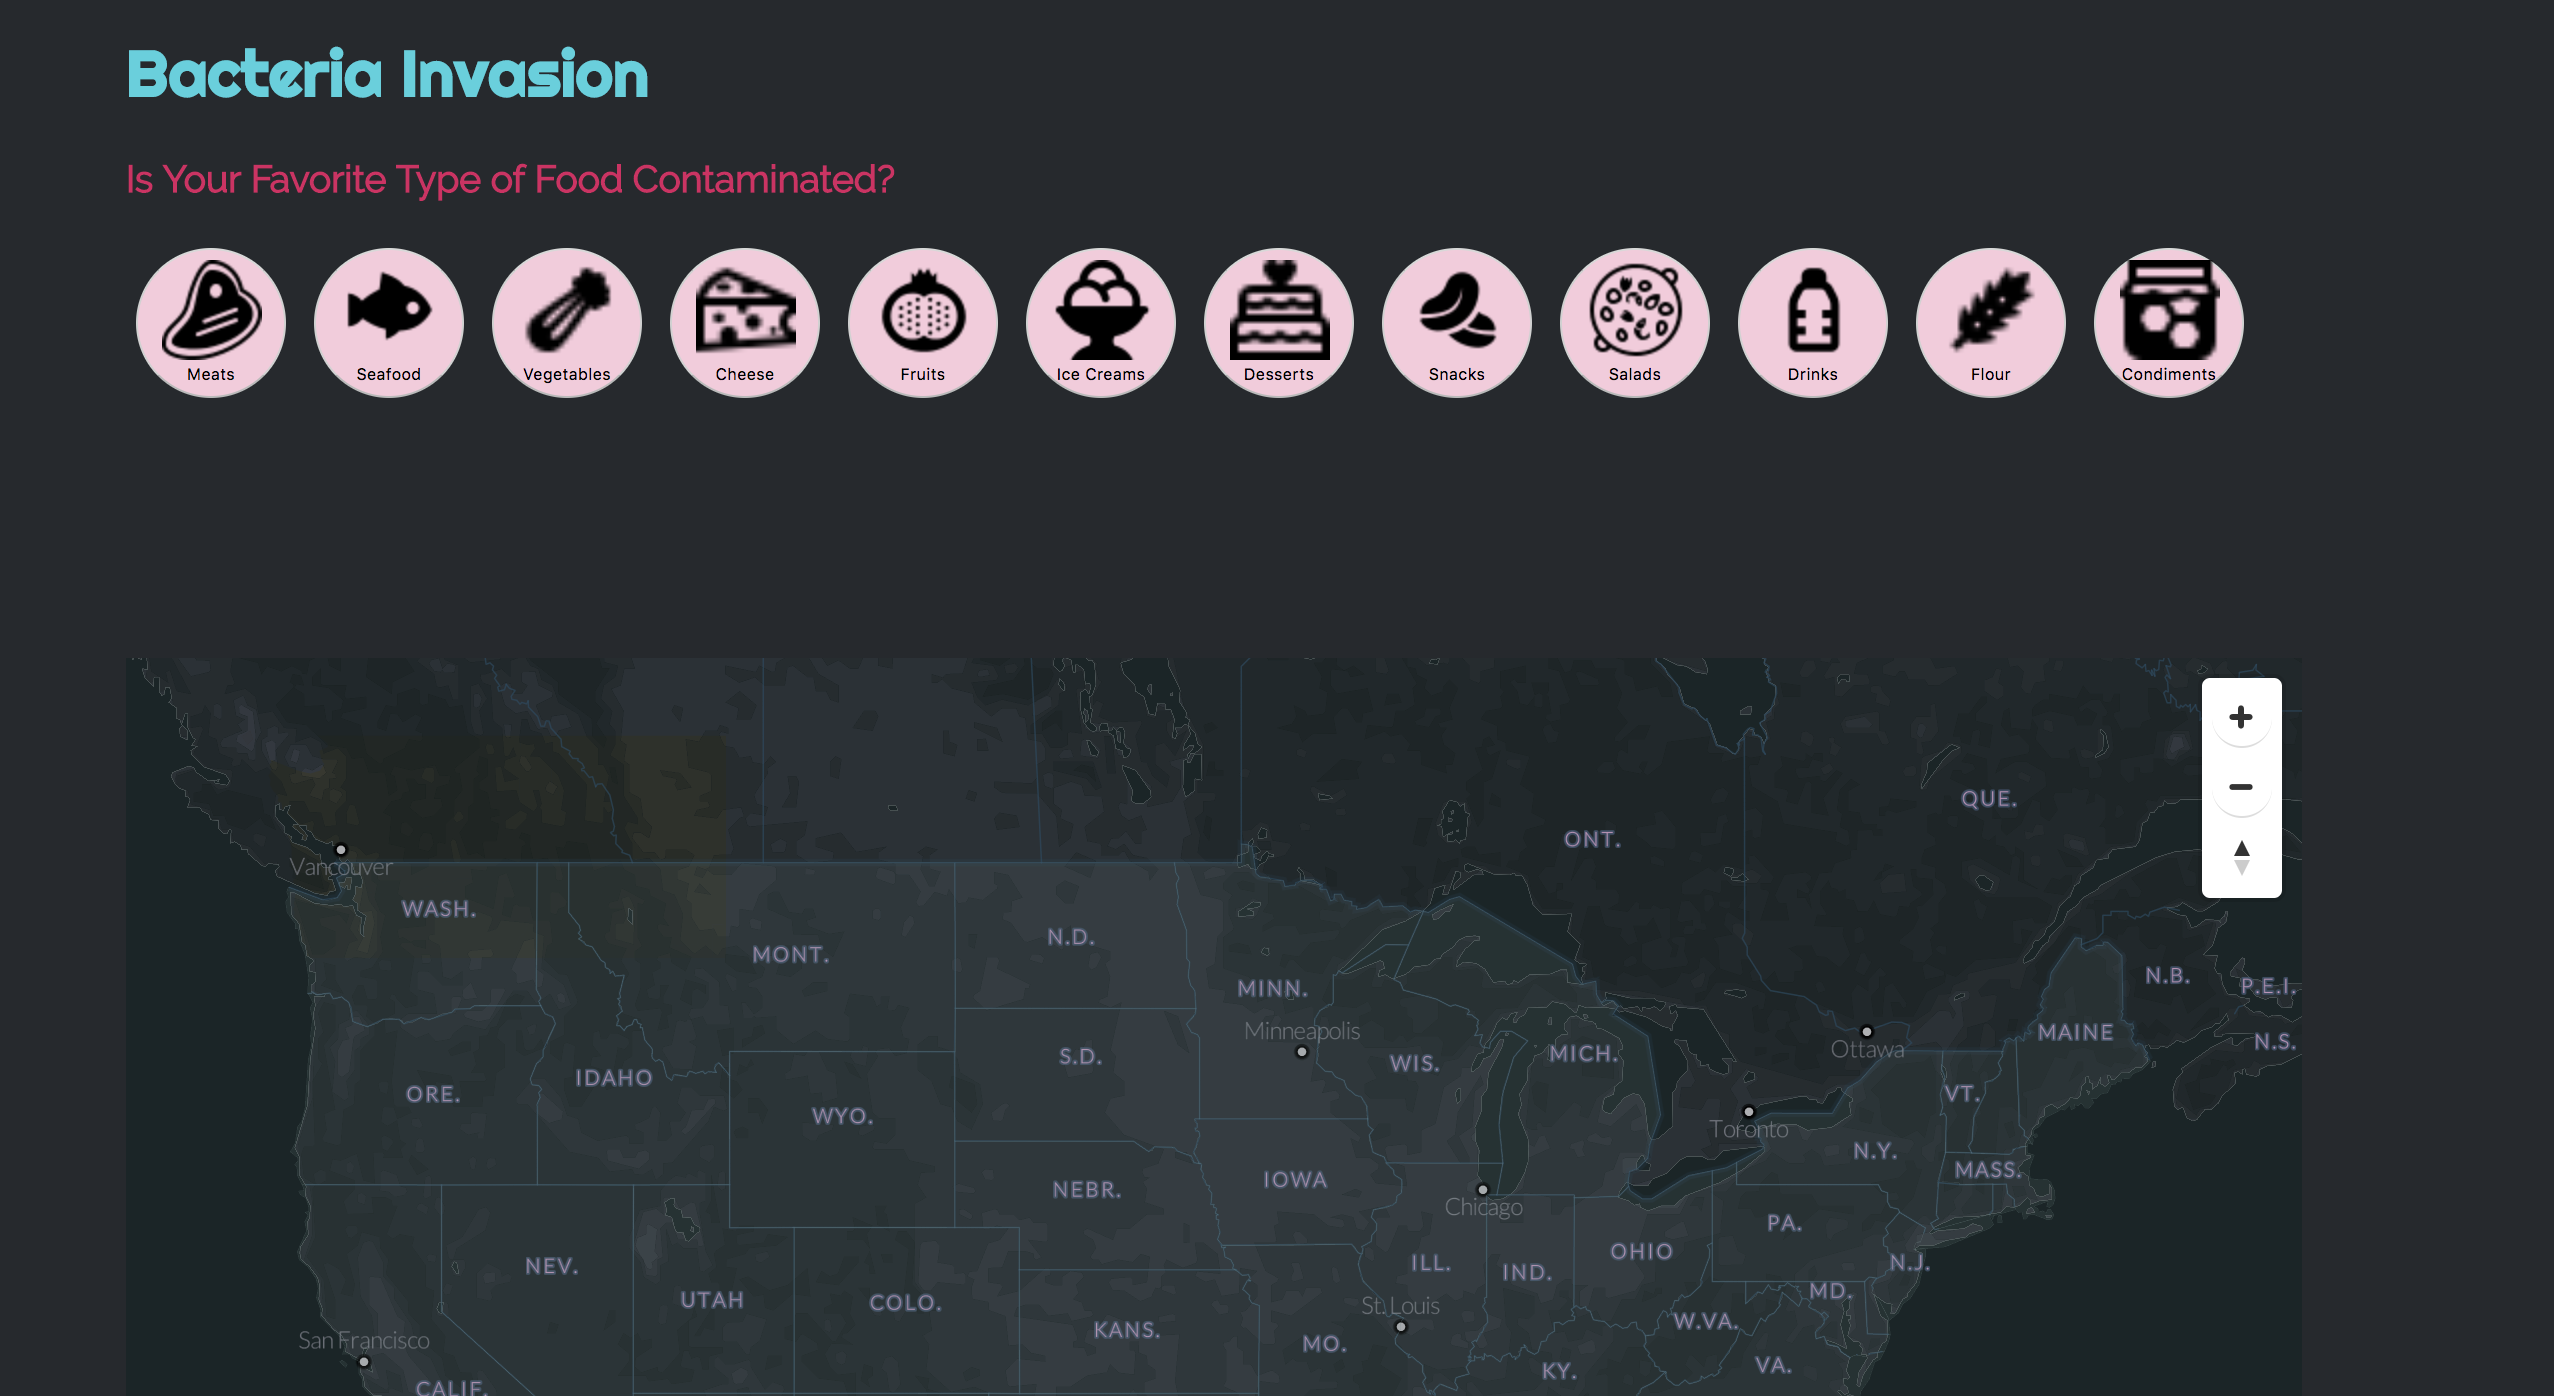 Bacteria Invasion
Is Your Favorite Type of Food Contaminated?
Meats Seafood Vegetables Cheese Fruits Ice Creams Desserts Snacks Salads Drinks Flour Condiments
QUE.
ONT.
Vancouver
WASH.
MONT.
N.D.
MINN.
N.B.
P.E.I.
Minneapolis
MAINE
N.S.
Ottawa
S.D.
WIS.
MICH.
IDAHO
ORE.
VT.
WYO.
Toronto
N.Y.
MASS.
IOWA
NEBR.
Chicago
PA.
OHIO
NEV.
ILL.
IND.
N.J.
MD.
UTAH
COLO.
St. Louis
W.VA.
KANS.
San Francisco
MO.
VA.
KY.
CALIF.